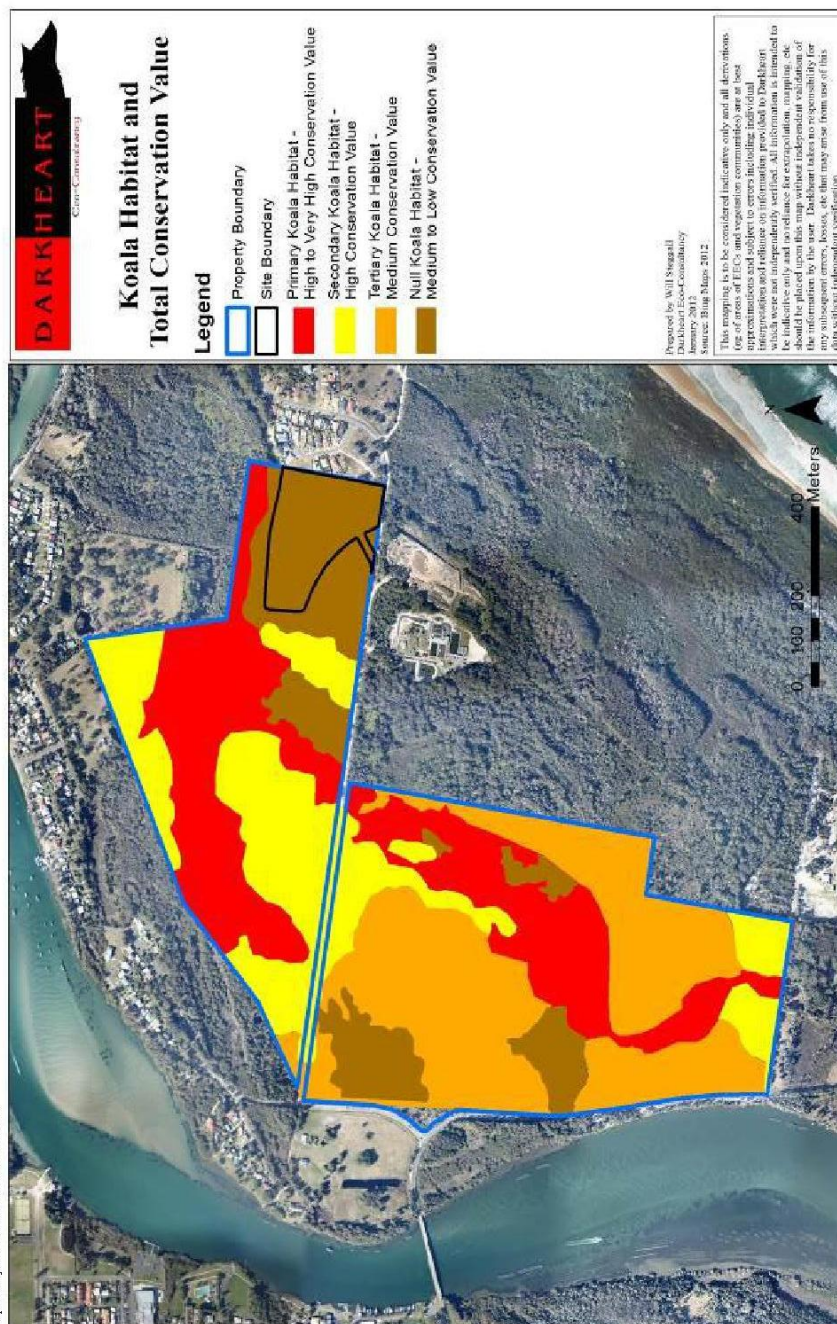 DARKHEART
Eco-Consultancy
Koala Habitat and
Total Conservation Value
Legend
Property Boundary
Site Boundary
Primary Koala Habitat -
High to Very High Conservation Value
Secondary Koala Habitat -
High Conservation Value
Tertiary Koala Habitat -
Medium Conservation Value
Null Koala Habitat -
Medium to Low Conservation Value
Prepared by Will Steggall
Darkheart Eco-Consultancy
January 2012
Source: Bing Maps 2012
This mapping is to be considered indicative only and all derivations
(eg of areas of EECs and vegetation communities) are at best
approximations and subject to errors including individual
interpretation and reliance on information provided to Darkheart
which were not independently verified. All information is intended to
be indicative only and no reliance for extrapolation, mapping, etc
should be placed upon this map without independent validation of
the information by the user. Darkheart takes no responsibility for
any subsequent errors, losses, etc that may arise from use of this
data without independent verification
N
0 100 200 400
Meters